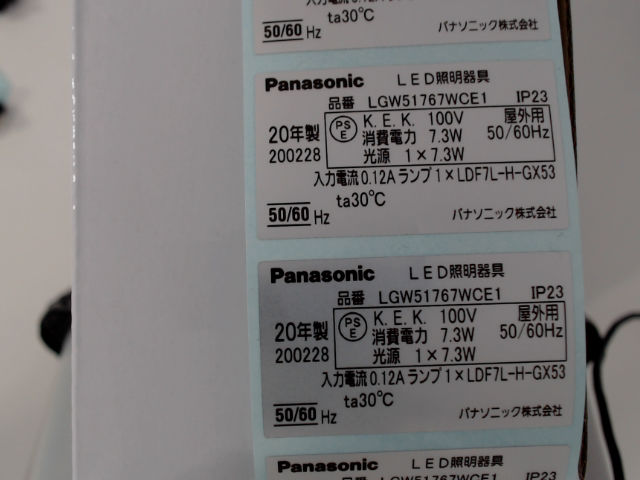 ta30℃
50/60 Hz パナソニック株式会社
Panasonic LED照明器具
品番 LGW51767WCE1 IP23
20年製 PSE K.E.K. 100V 屋外用
消費電力 7.3W 50/60Hz
200228 光源 1×7.3W
入力電流0.12A ランプ1×LDF7L-H-GX53
ta30℃
50/60 Hz パナソニック株式会社
Panasonic LED照明器具
品番 LGW51767WCE1 IP23
20年製 PSE K.E.K. 100V 屋外用
消費電力 7.3W 50/60Hz
200228 光源 1×7.3W
入力電流0.12A ランプ1×LDF7L-H-GX53
ta30℃
50/60 Hz パナソニック株式会社
Panasonic LED照明器具